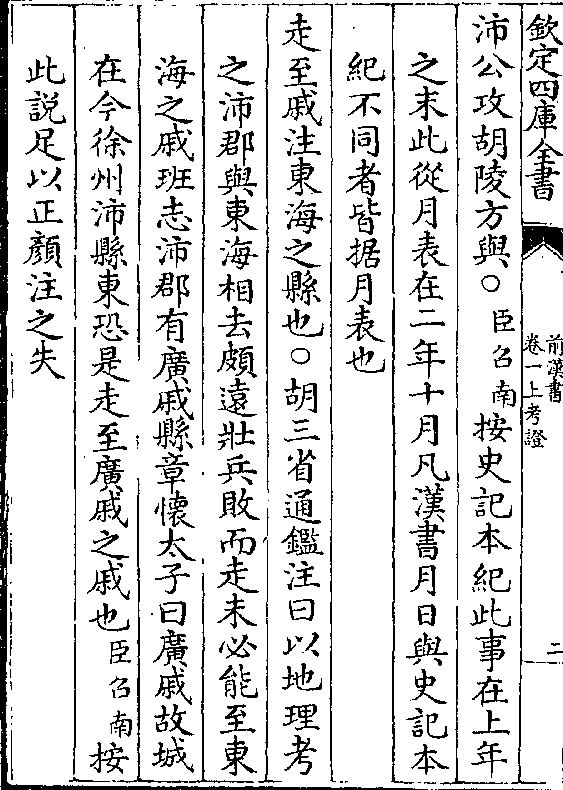 欽定四庫全書
前漢書
卷一上考證
二
沛公攻胡陵方與○臣召南按史記本紀此事在上年
之末此從月表在二年十月凡漢書月日與史記本
紀不同者皆据月表也
走至戚注東海之縣也○胡三省通鑑注曰以地理考
之沛郡與東海相去頗遠壯兵敗而走未必能至東
海之戚班志沛郡有廣戚縣章懷太子曰廣戚故城
在今徐州沛縣東恐是走至廣戚之戚也臣召南按
此説足以正顔注之失